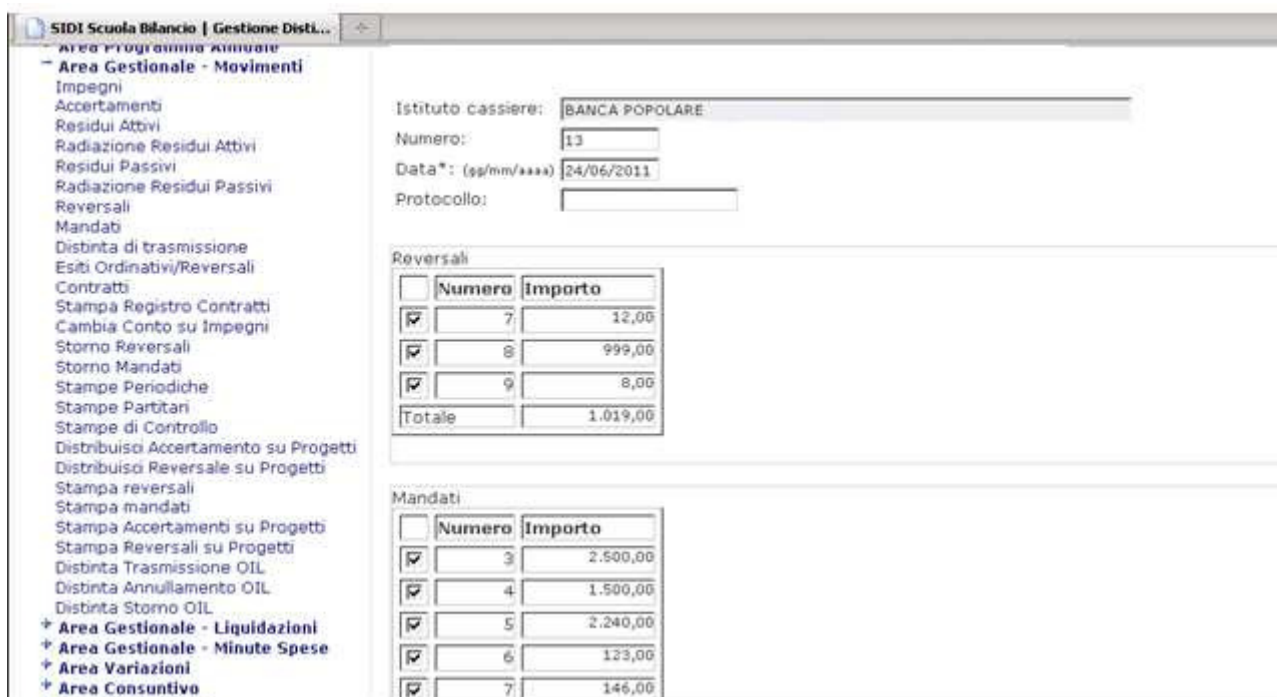 SIDI Scuola Bilancio | Gestione Disti...
Area Programma Annuale
Area Gestionale - Movimenti
Impegni
Accertamenti
Residui Attivi
Radiazione Residui Attivi
Residui Passivi
Radiazione Residui Passivi
Reversali
Mandati
Distinta di trasmissione
Esiti Ordinativi/Reversali
Contratti
Stampa Registro Contratti
Cambia Conto su Impegni
Storno Reversali
Storno Mandati
Stampe Periodiche
Stampe Partitari
Stampe di Controllo
Distribuisci Accertamento su Progetti
Distribuisci Reversale su Progetti
Stampa reversali
Stampa mandati
Stampa Accertamenti su Progetti
Stampa Reversali su Progetti
Distinta Trasmissione OIL
Distinta Annullamento OIL
Distinta Storno OIL
Area Gestionale - Liquidazioni
Area Gestionale - Minute Spese
Area Variazioni
Area Consuntivo
Istituto cassiere: BANCA POPOLARE
Numero: 13
Data*: (gg/mm/aaaa) 24/06/2011
Protocollo:
Reversali
Numero Importo
7 12,00
8 999,00
9 8,00
Totale 1.019,00
Mandati
Numero Importo
3 2.500,00
4 1.500,00
5 2.240,00
6 123,00
7 146,00